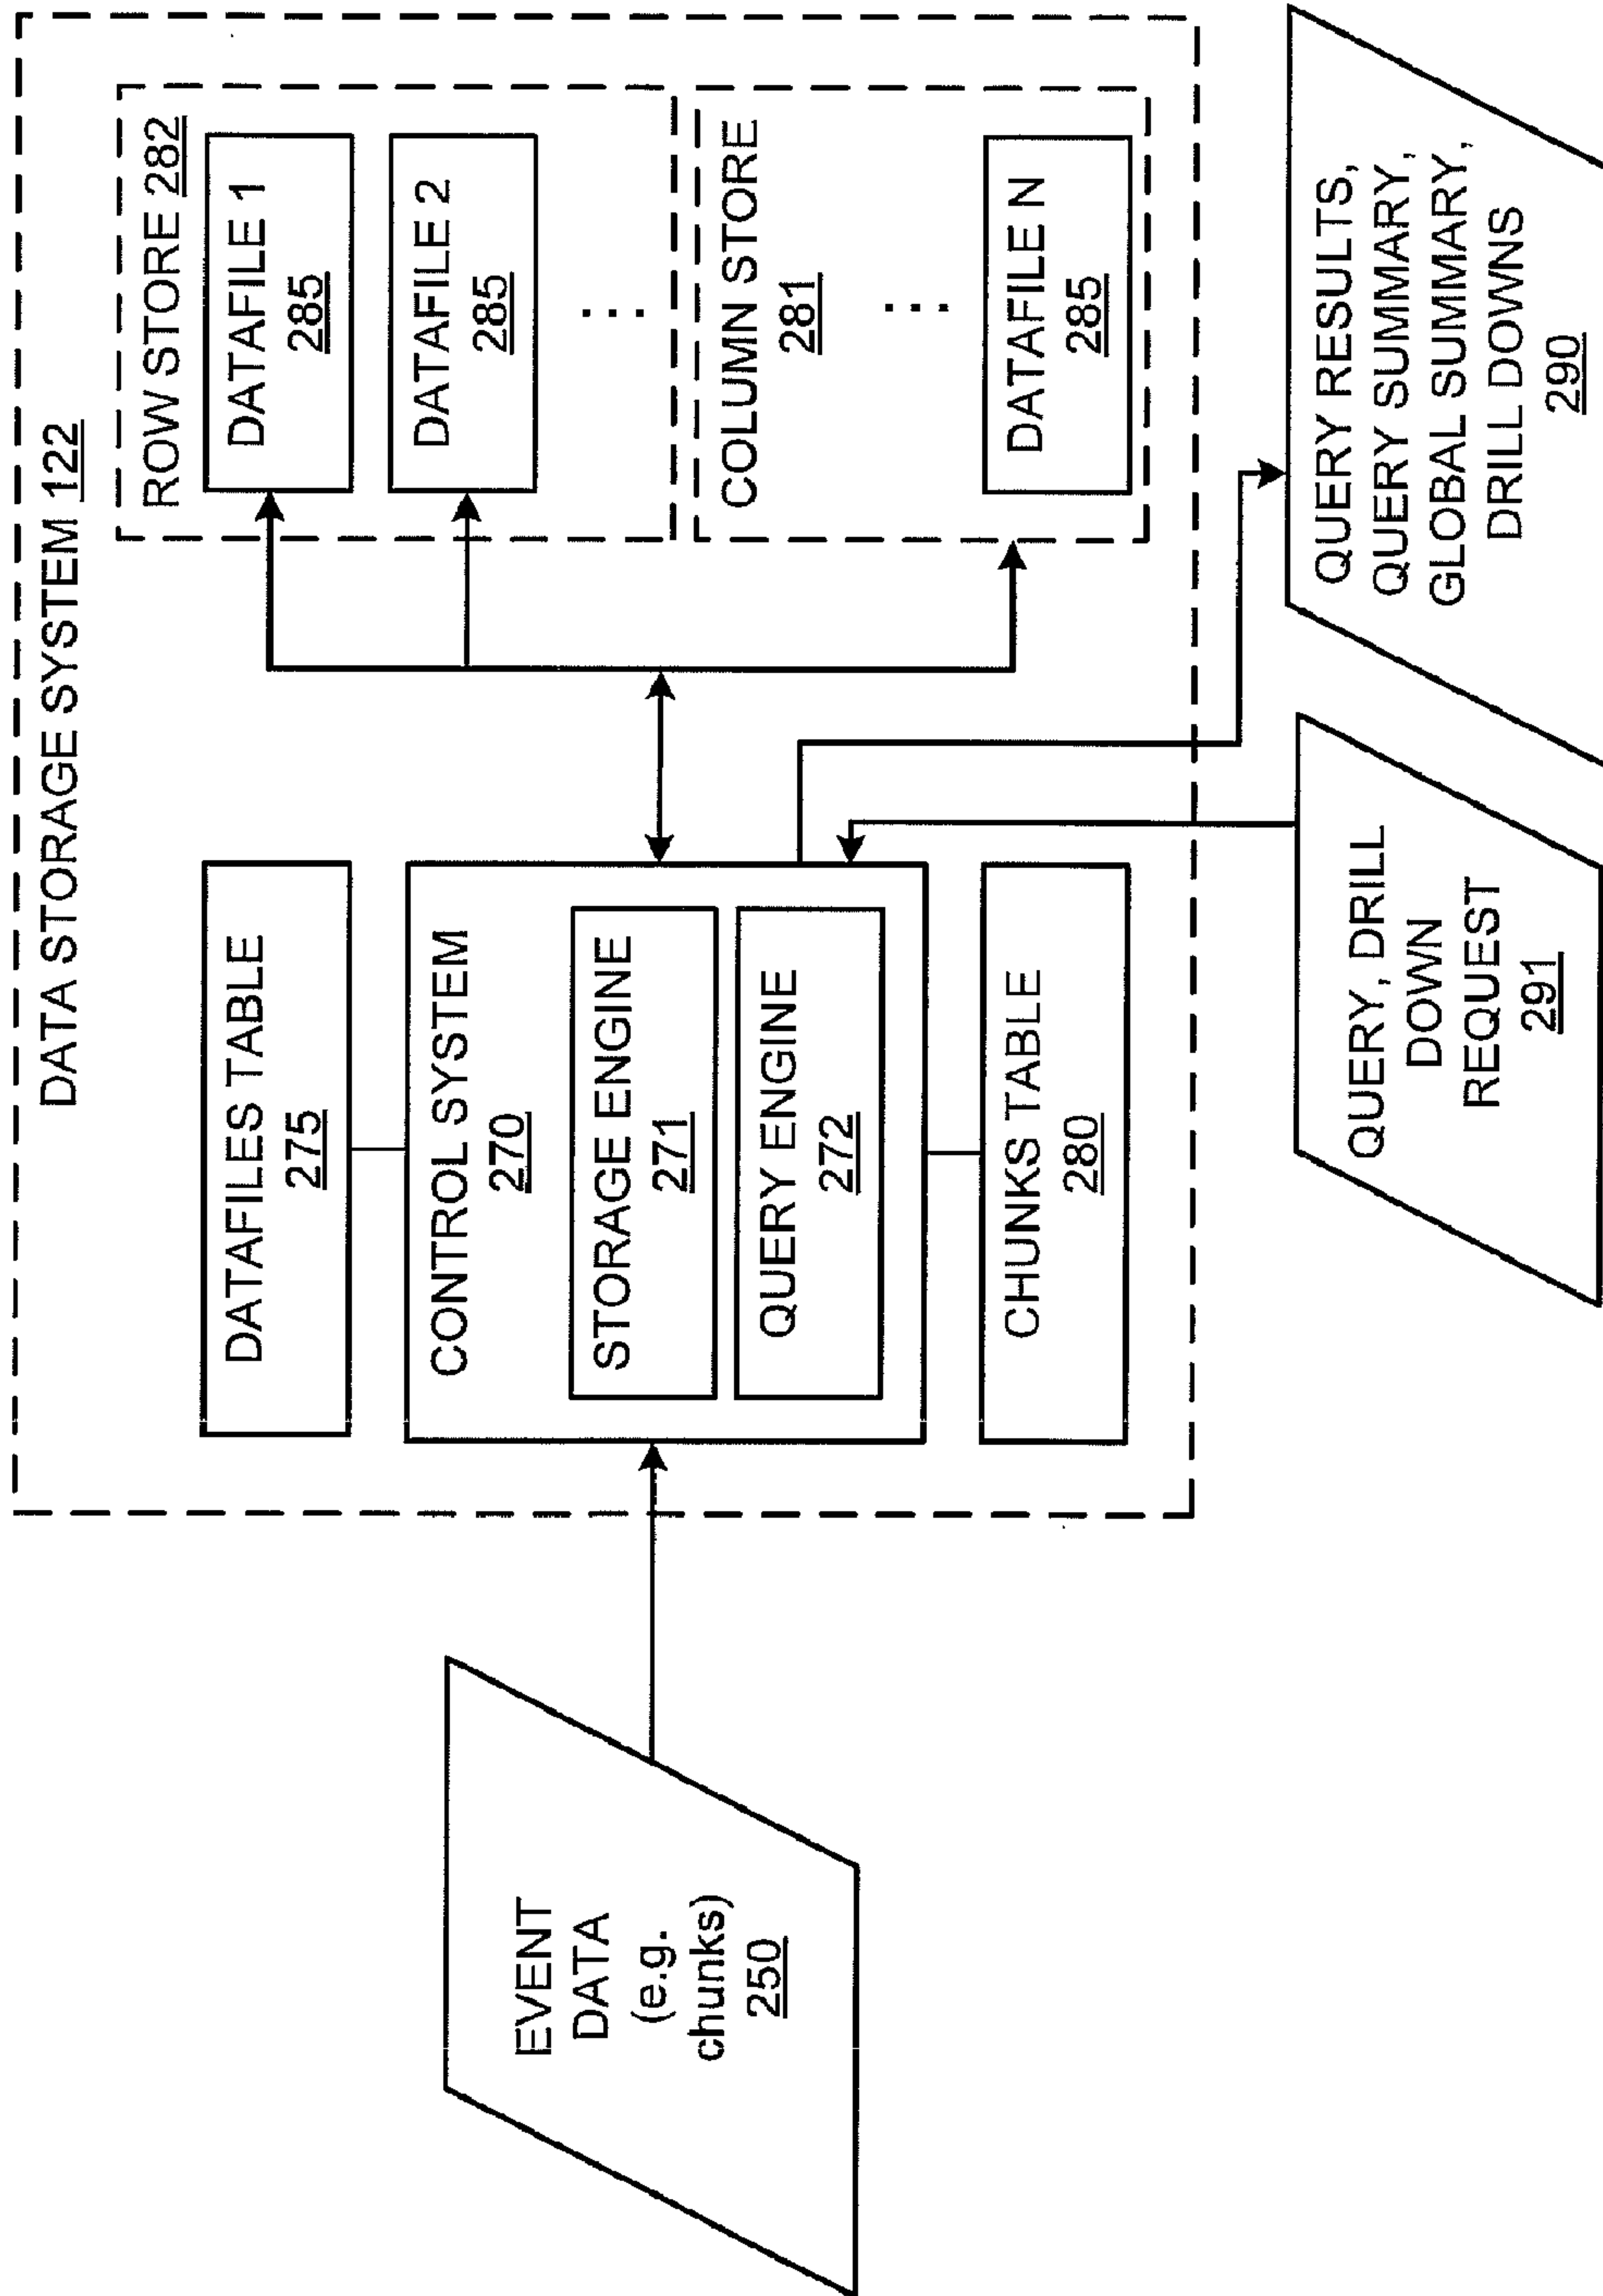 DATA STORAGE SYSTEM 122
EVENT
DATA
(e.g.
chunks)
250
DATAFILES TABLE
275
CONTROL SYSTEM
270
STORAGE ENGINE
271
QUERY ENGINE
272
CHUNKS TABLE
280
ROW STORE 282
DATAFILE 1
285
DATAFILE 2
285
...
COLUMN STORE
281
...
DATAFILE N
285
QUERY, DRILL
DOWN
REQUEST
291
QUERY RESULTS,
QUERY SUMMARY,
GLOBAL SUMMARY,
DRILL DOWNS
290